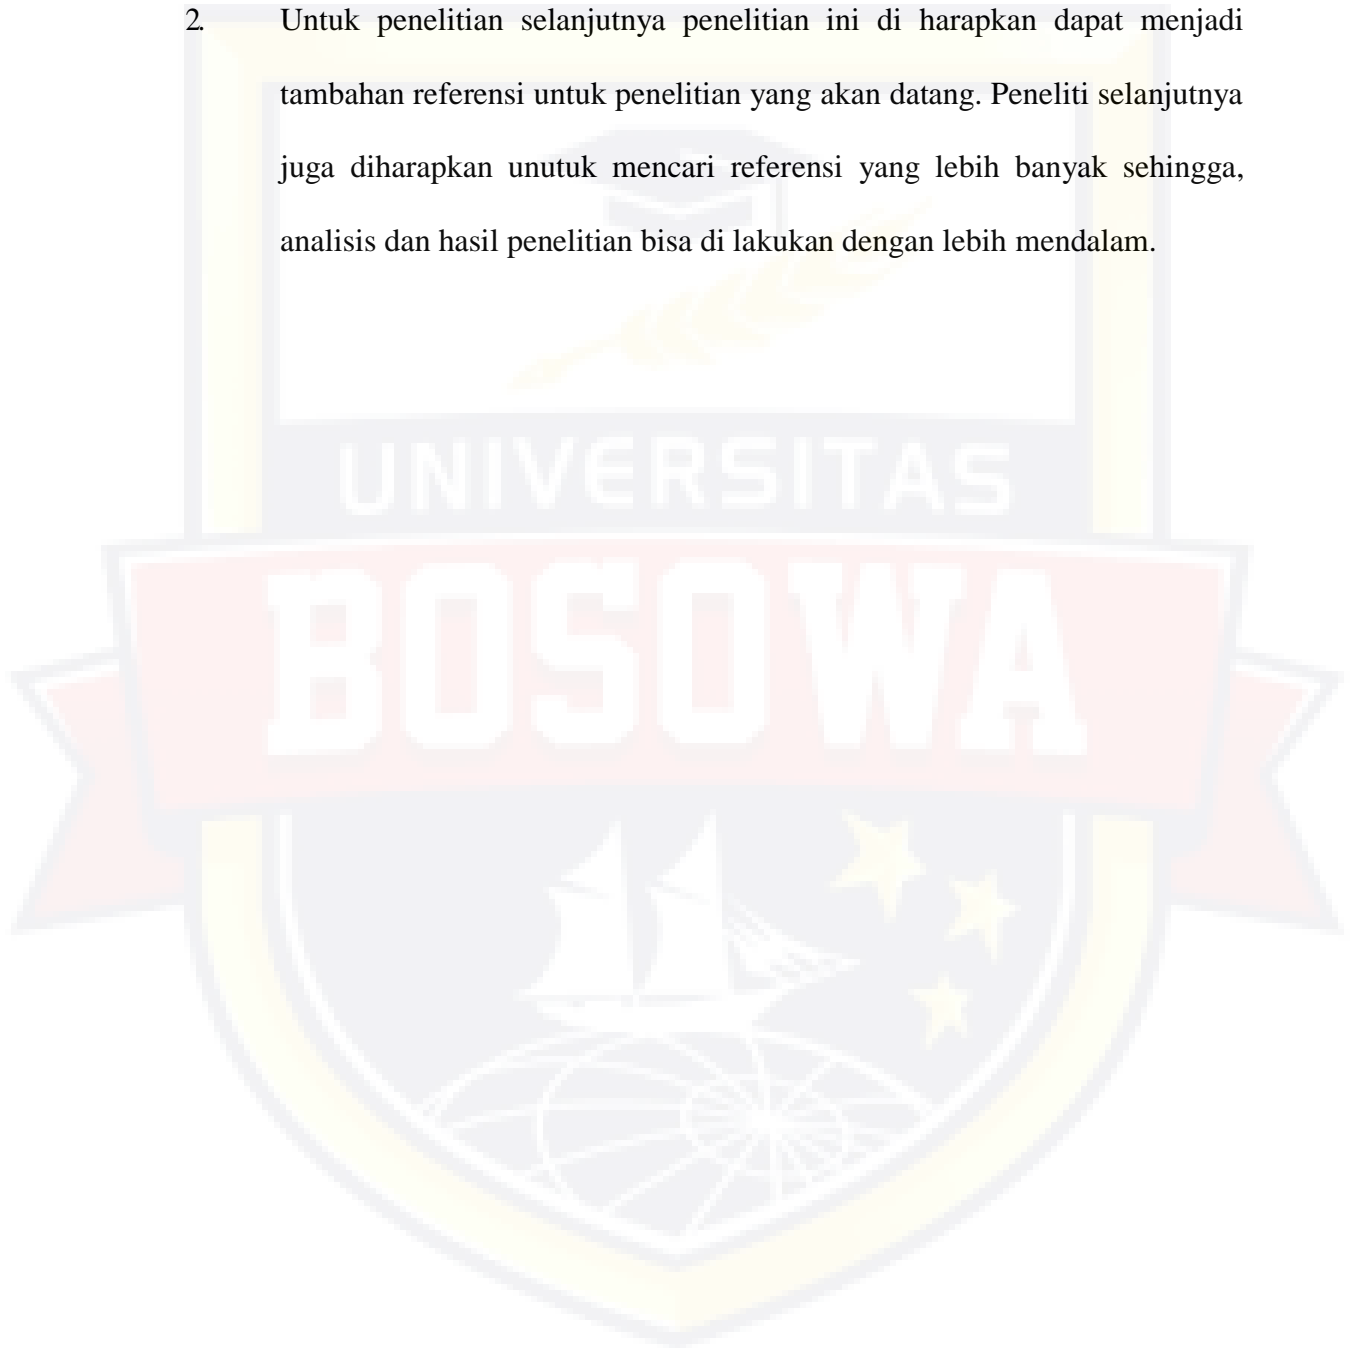 2. Untuk penelitian selanjutnya penelitian ini di harapkan dapat menjadi
tambahan referensi untuk penelitian yang akan datang. Peneliti selanjutnya
juga diharapkan unutuk mencari referensi yang lebih banyak sehingga,
analisis dan hasil penelitian bisa di lakukan dengan lebih mendalam.
UNIVERSITAS
BOSOWA